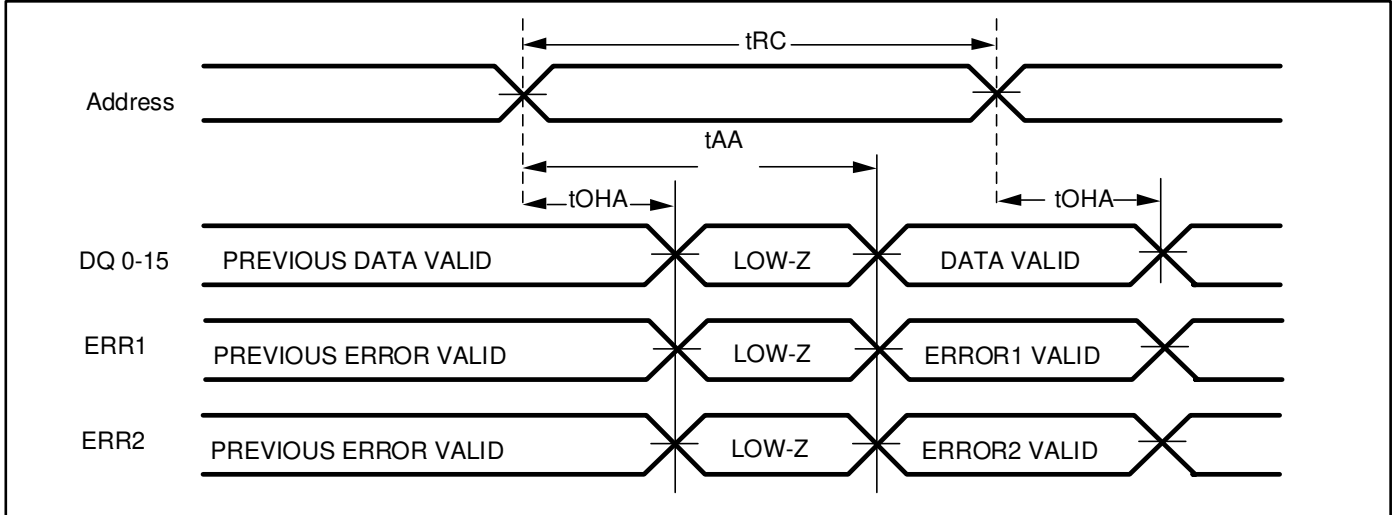 tRC
Address
tAA
tOHA
tOHA
DQ 0-15
PREVIOUS DATA VALID
LOW-Z
DATA VALID
ERR1
PREVIOUS ERROR VALID
LOW-Z
ERROR1 VALID
ERR2
PREVIOUS ERROR VALID
LOW-Z
ERROR2 VALID